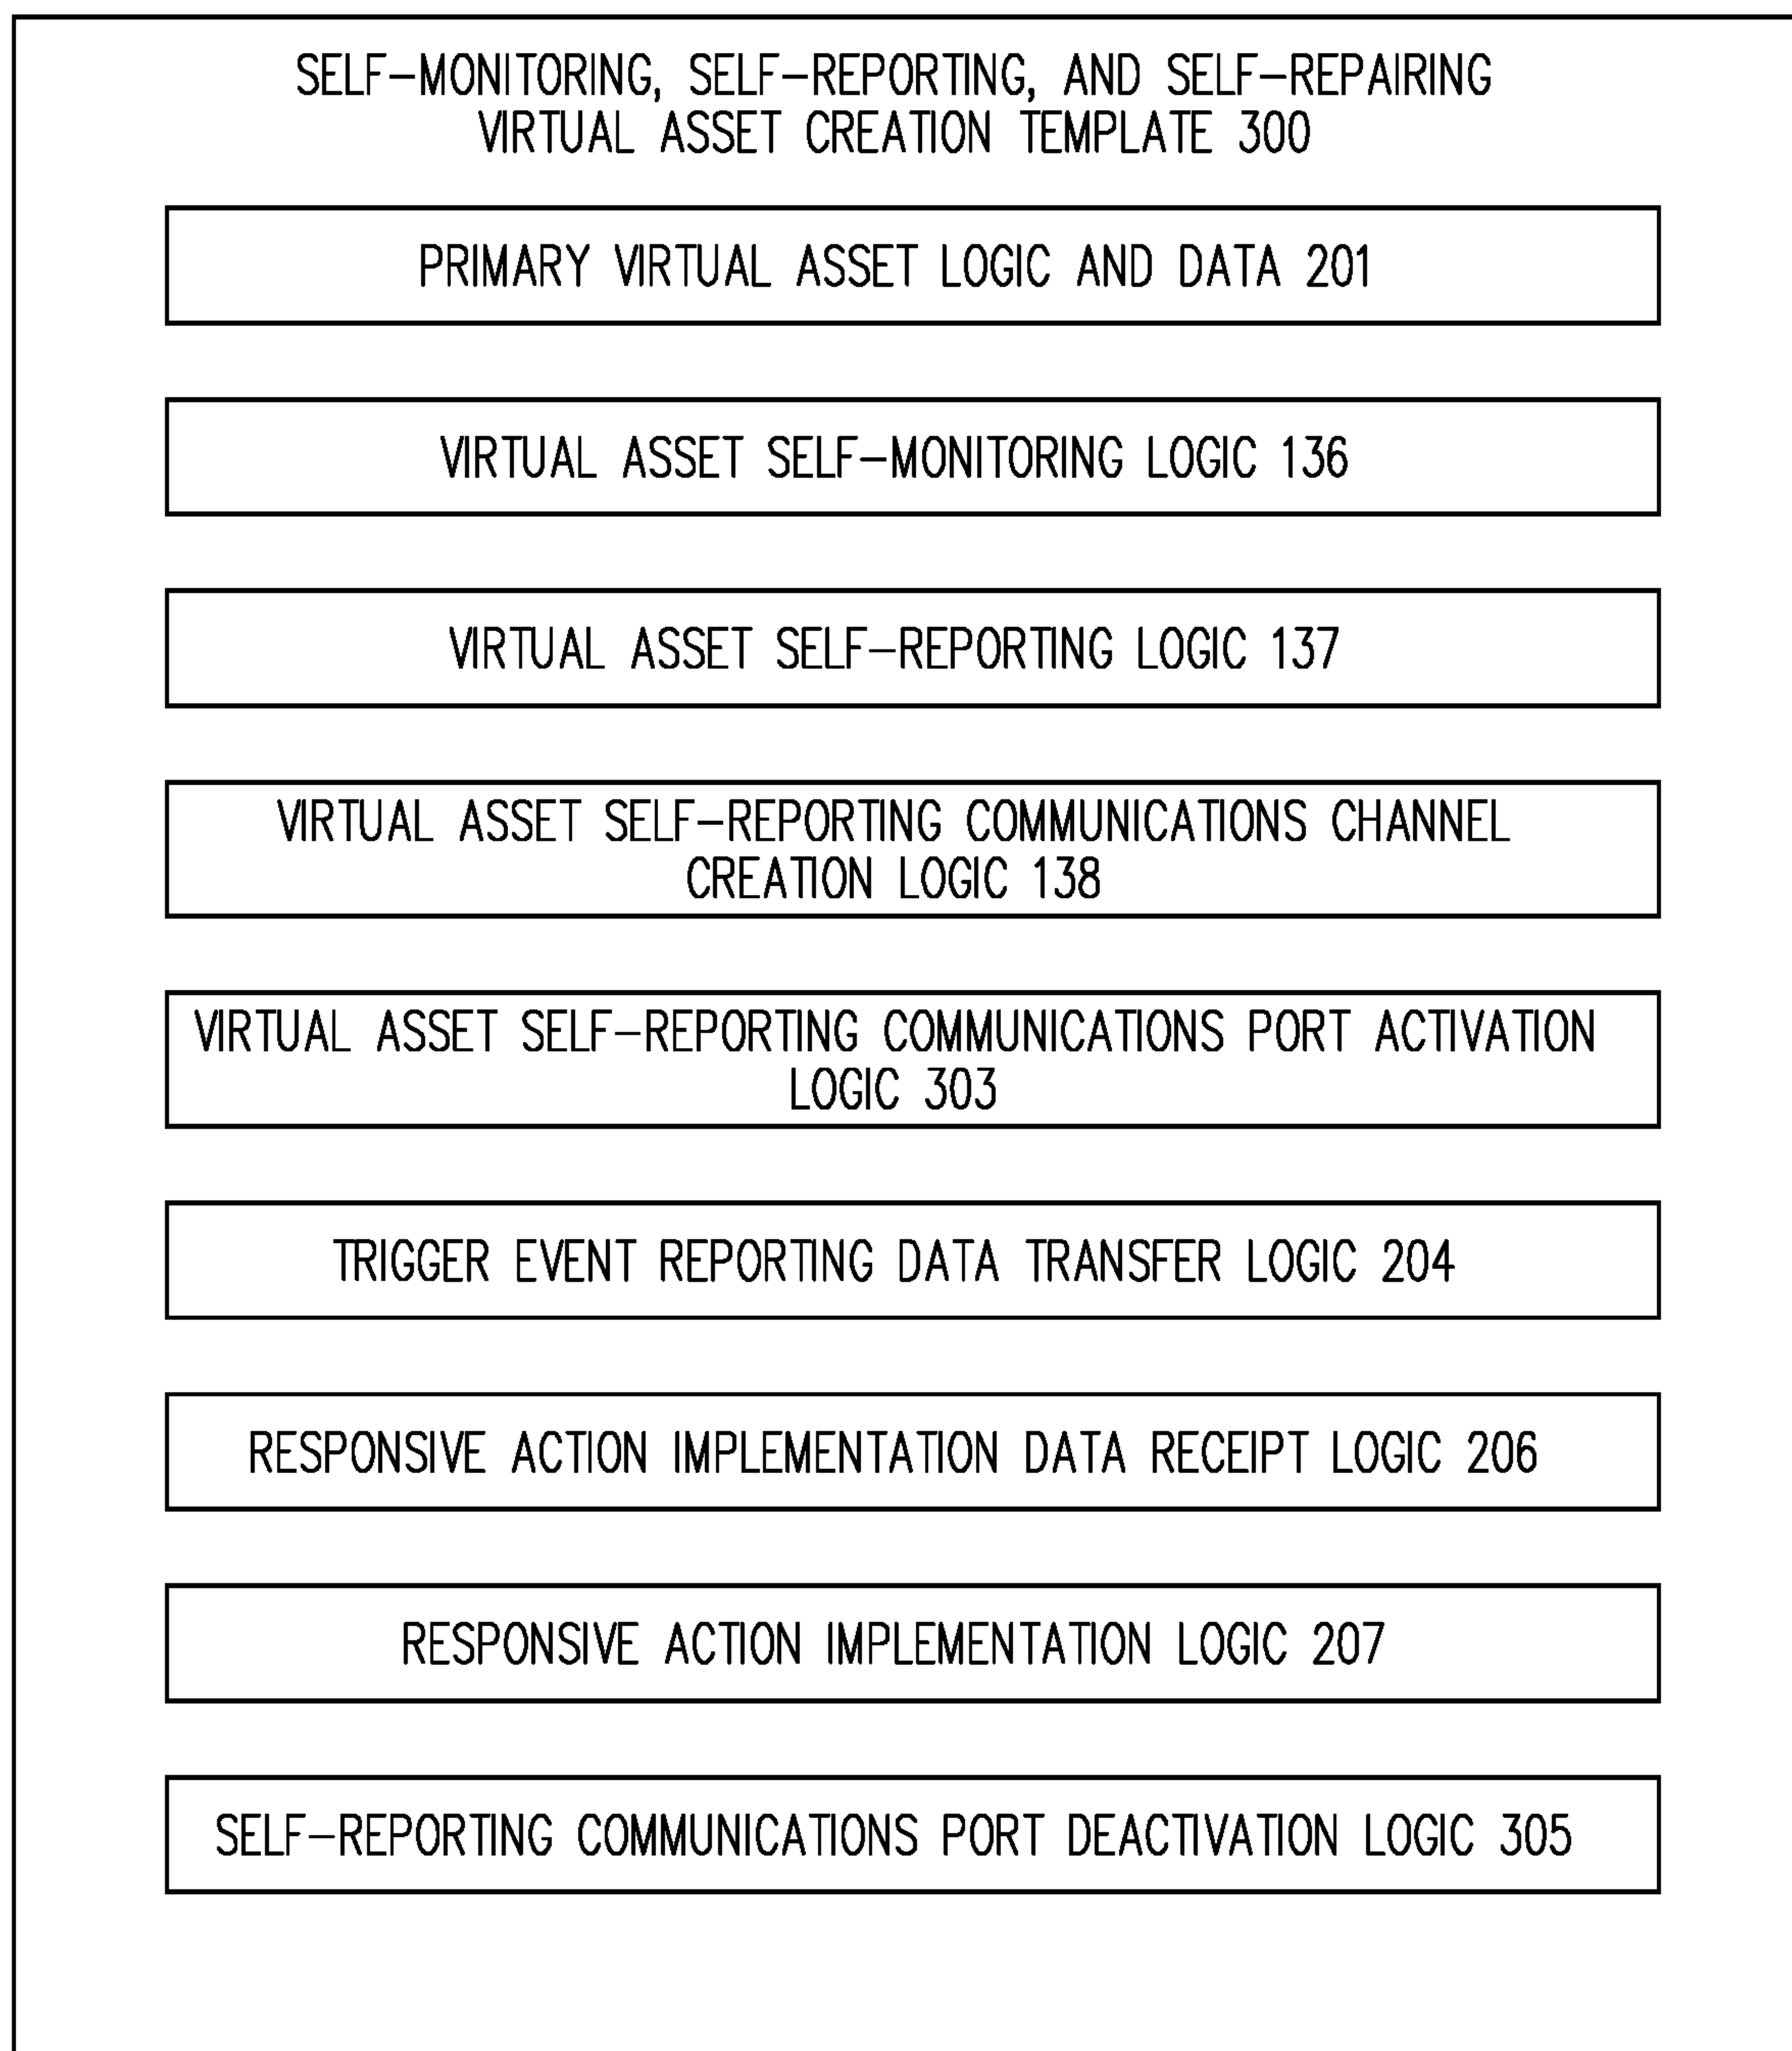 SELF-MONITORING, SELF-REPORTING, AND SELF-REPAIRING
VIRTUAL ASSET CREATION TEMPLATE 300
PRIMARY VIRTUAL ASSET LOGIC AND DATA 201
VIRTUAL ASSET SELF-MONITORING LOGIC 136
VIRTUAL ASSET SELF-REPORTING LOGIC 137
VIRTUAL ASSET SELF-REPORTING COMMUNICATIONS CHANNEL
CREATION LOGIC 138
VIRTUAL ASSET SELF-REPORTING COMMUNICATIONS PORT ACTIVATION
LOGIC 303
TRIGGER EVENT REPORTING DATA TRANSFER LOGIC 204
RESPONSIVE ACTION IMPLEMENTATION DATA RECEIPT LOGIC 206
RESPONSIVE ACTION IMPLEMENTATION LOGIC 207
SELF-REPORTING COMMUNICATIONS PORT DEACTIVATION LOGIC 305